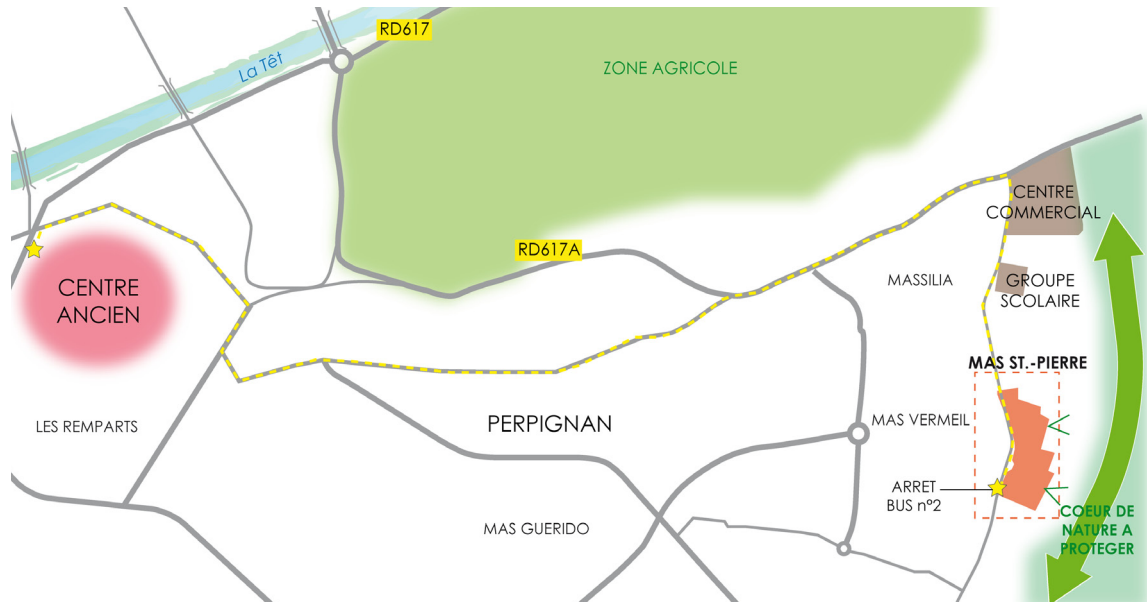 RD617
La Têt
ZONE AGRICOLE
CENTRE
COMMERCIAL
RD617A
MASSILIA
GROUPE
SCOLAIRE
CENTRE
ANCIEN
MAS ST.-PIERRE
LES REMPARTS
PERPIGNAN
MAS VERMEIL
ARRET
BUS n°2
COEUR DE
NATURE A
PROTEGER
MAS GUERIDO